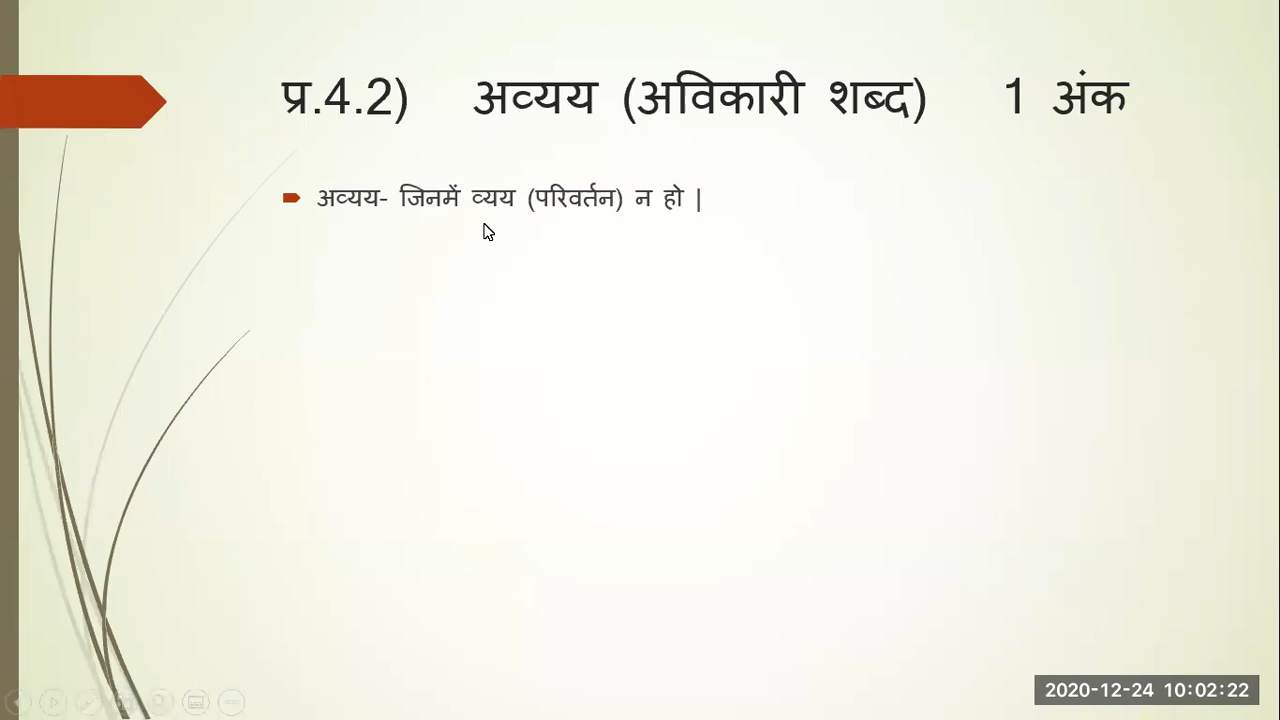 प्र.4.2) अव्यय (अविकारी शब्द) 1 अंक
अव्यय- जिनमें व्यय (परिवर्तन) न हो |
2020-12-24 10:02:22